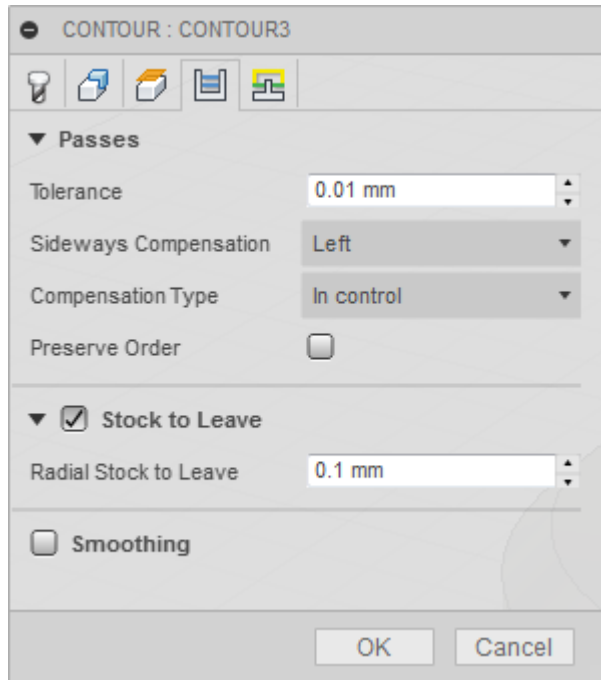 CONTOUR : CONTOUR3
Passes
Tolerance 0.01 mm
Sideways Compensation Left
Compensation Type In control
Preserve Order
Stock to Leave
Radial Stock to Leave 0.1 mm
Smoothing
OK Cancel